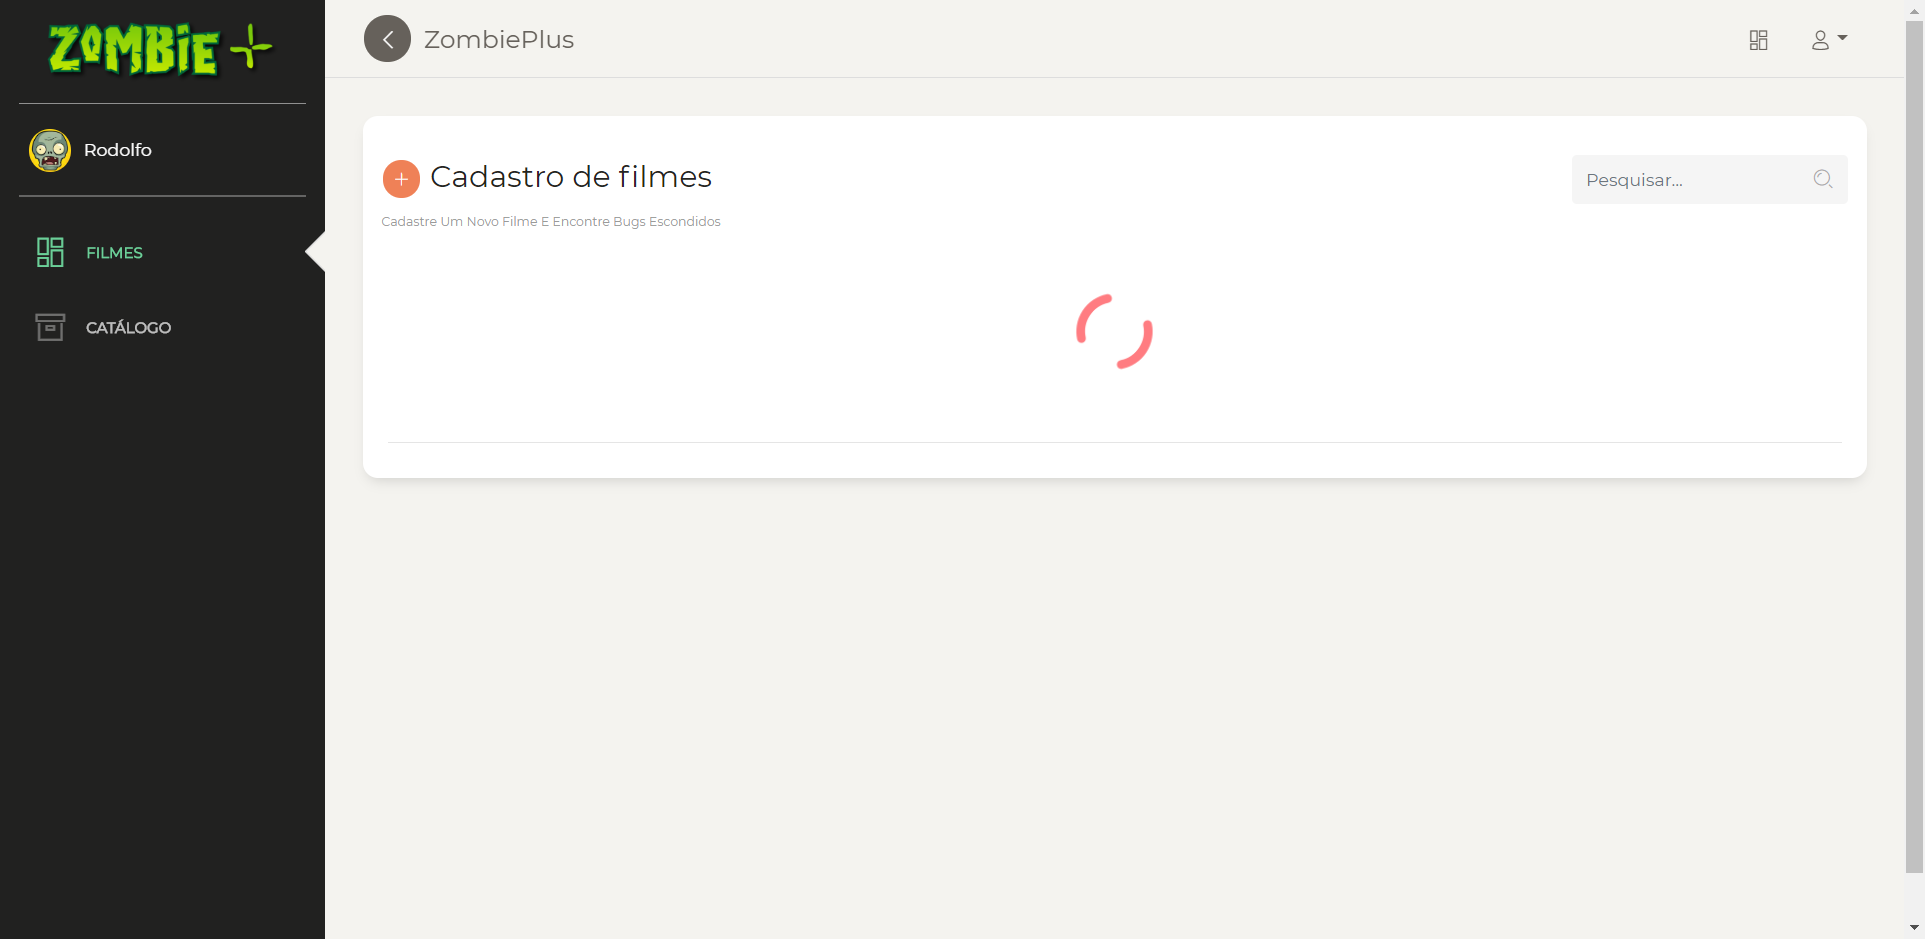 ZOMBIE +
ZombiePlus
Rodolfo
FILMES
CATÁLOGO
Cadastro de filmes
Pesquisar...
Cadastre Um Novo Filme E Encontre Bugs Escondidos